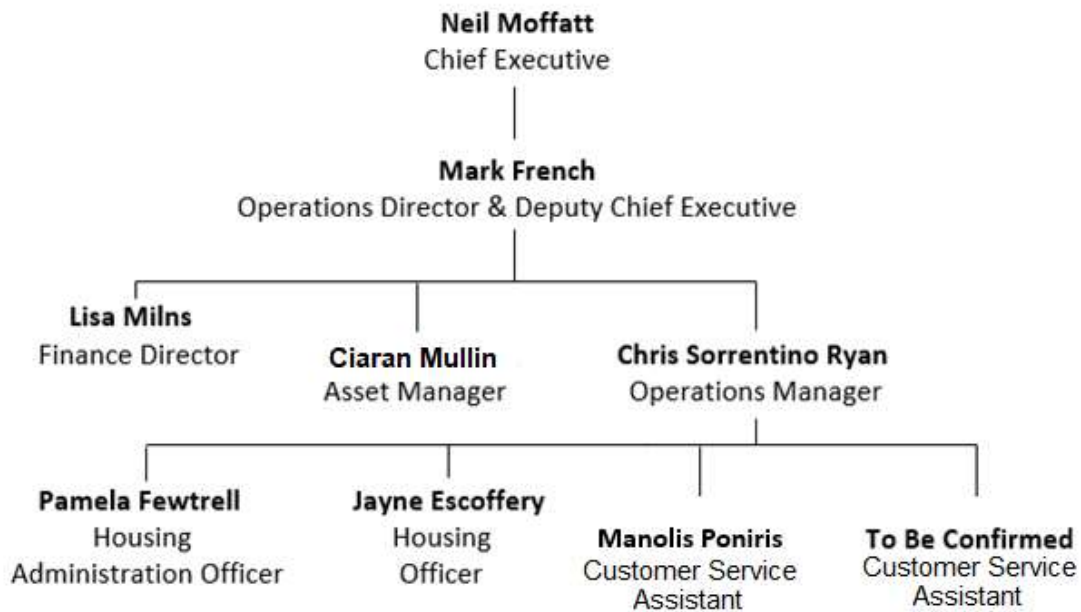 Neil Moffatt
Chief Executive
Mark French
Operations Director & Deputy Chief Executive
Lisa Milns
Finance Director
Ciaran Mullin
Asset Manager
Chris Sorrentino Ryan
Operations Manager
Pamela Fewtrell
Housing
Administration Officer
Jayne Escoffery
Housing
Officer
Manolis Poniris
Customer Service
Assistant
To Be Confirmed
Customer Service
Assistant